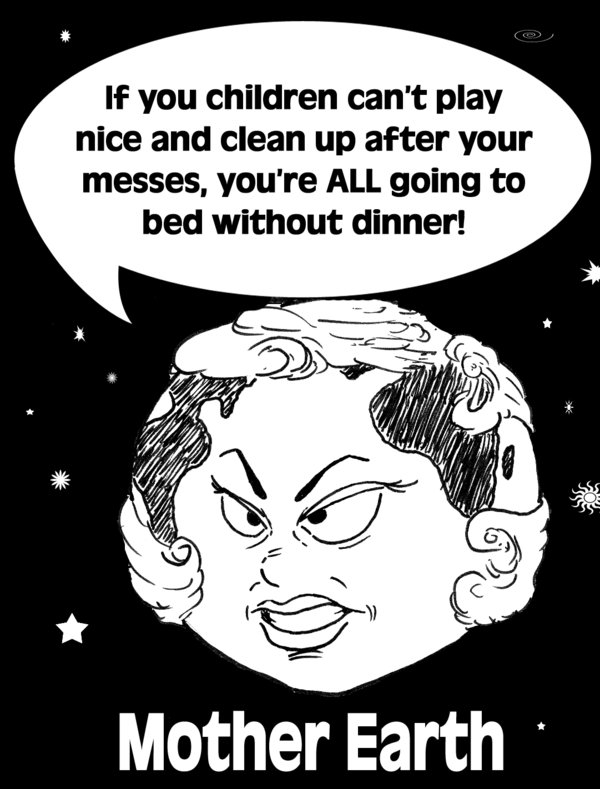 If you children can't play
nice and clean up after your
messes, you're ALL going to
bed without dinner!
Mother Earth